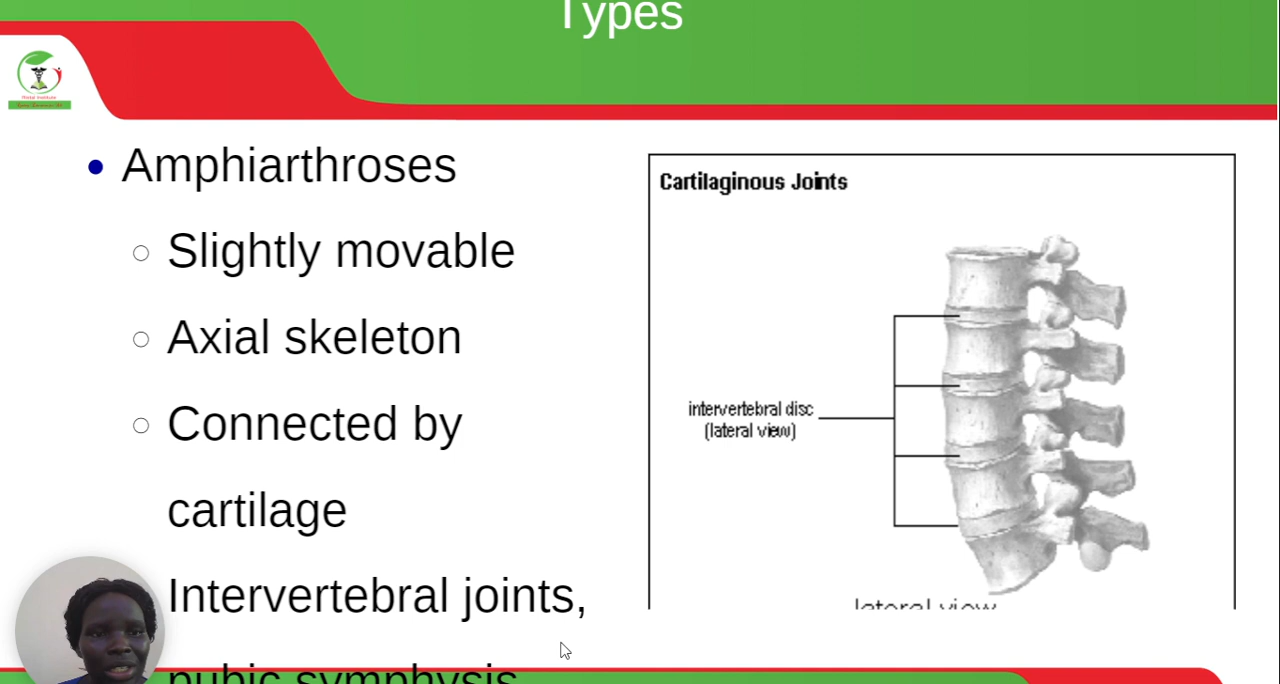 Types
Amphiarthroses
Slightly movable
Axial skeleton
Connected by
cartilage
Intervertebral joints,
pubic symphysis
Cartilaginous Joints
intervertebral disc
(lateral view)
lateral view